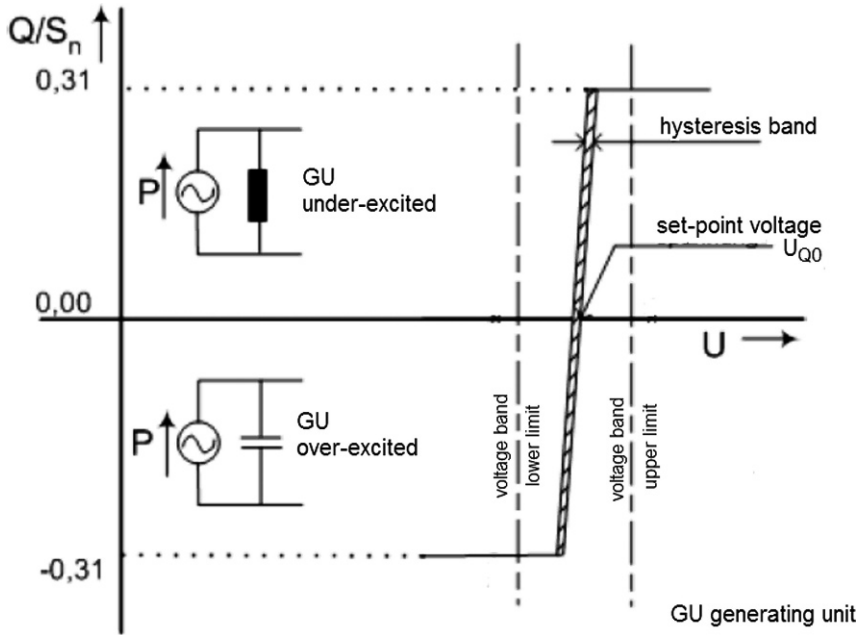 Q/Sn
0,31
hysteresis band
P
GU
under-excited
set-point voltage
UQ0
0,00
U
P
GU
over-excited
voltage band
lower limit
voltage band
upper limit
-0,31
GU generating unit